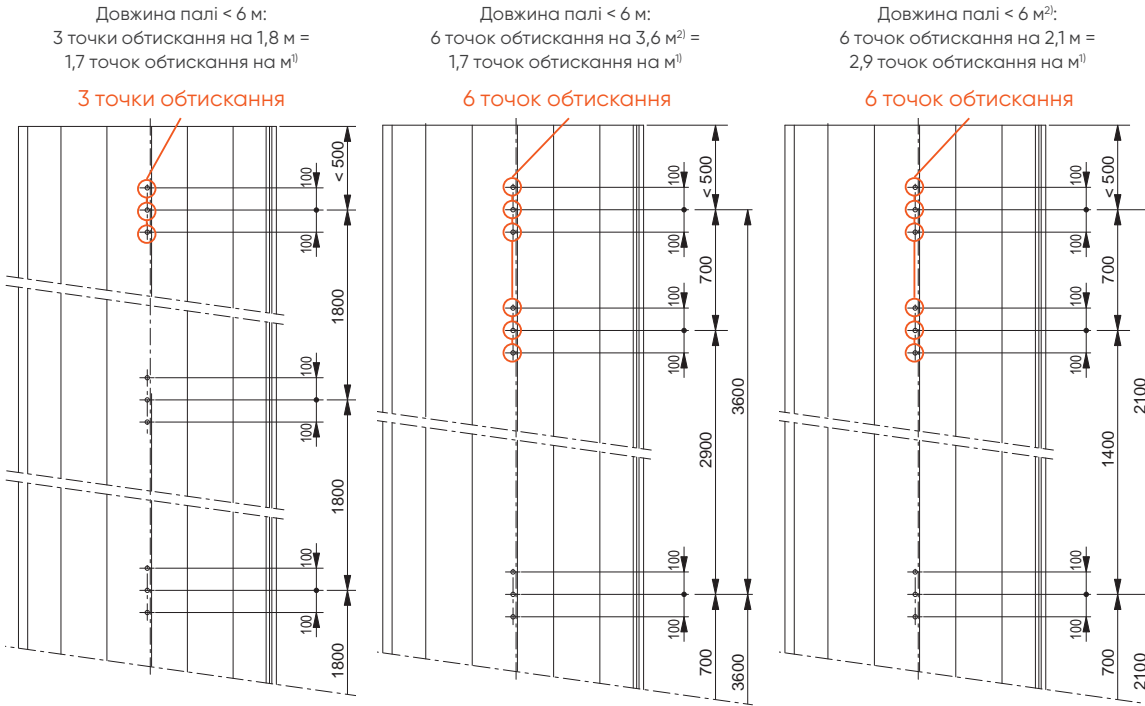 Довжина палі < 6 м:
3 точки обтискання на 1,8 м =
1,7 точок обтискання на м¹⁾
3 точки обтискання
< 500
100
100
1800
100
100
1800
100
100
1800
Довжина палі < 6 м:
6 точок обтискання на 3,6 м²⁾ =
1,7 точок обтискання на м¹⁾
6 точок обтискання
< 500
100
100
700
100
100
3600
2900
100
100
700
3600
Довжина палі < 6 м²⁾:
6 точок обтискання на 2,1 м =
2,9 точок обтискання на м¹⁾
6 точок обтискання
< 500
100
100
700
100
100
2100
1400
100
100
700
2100